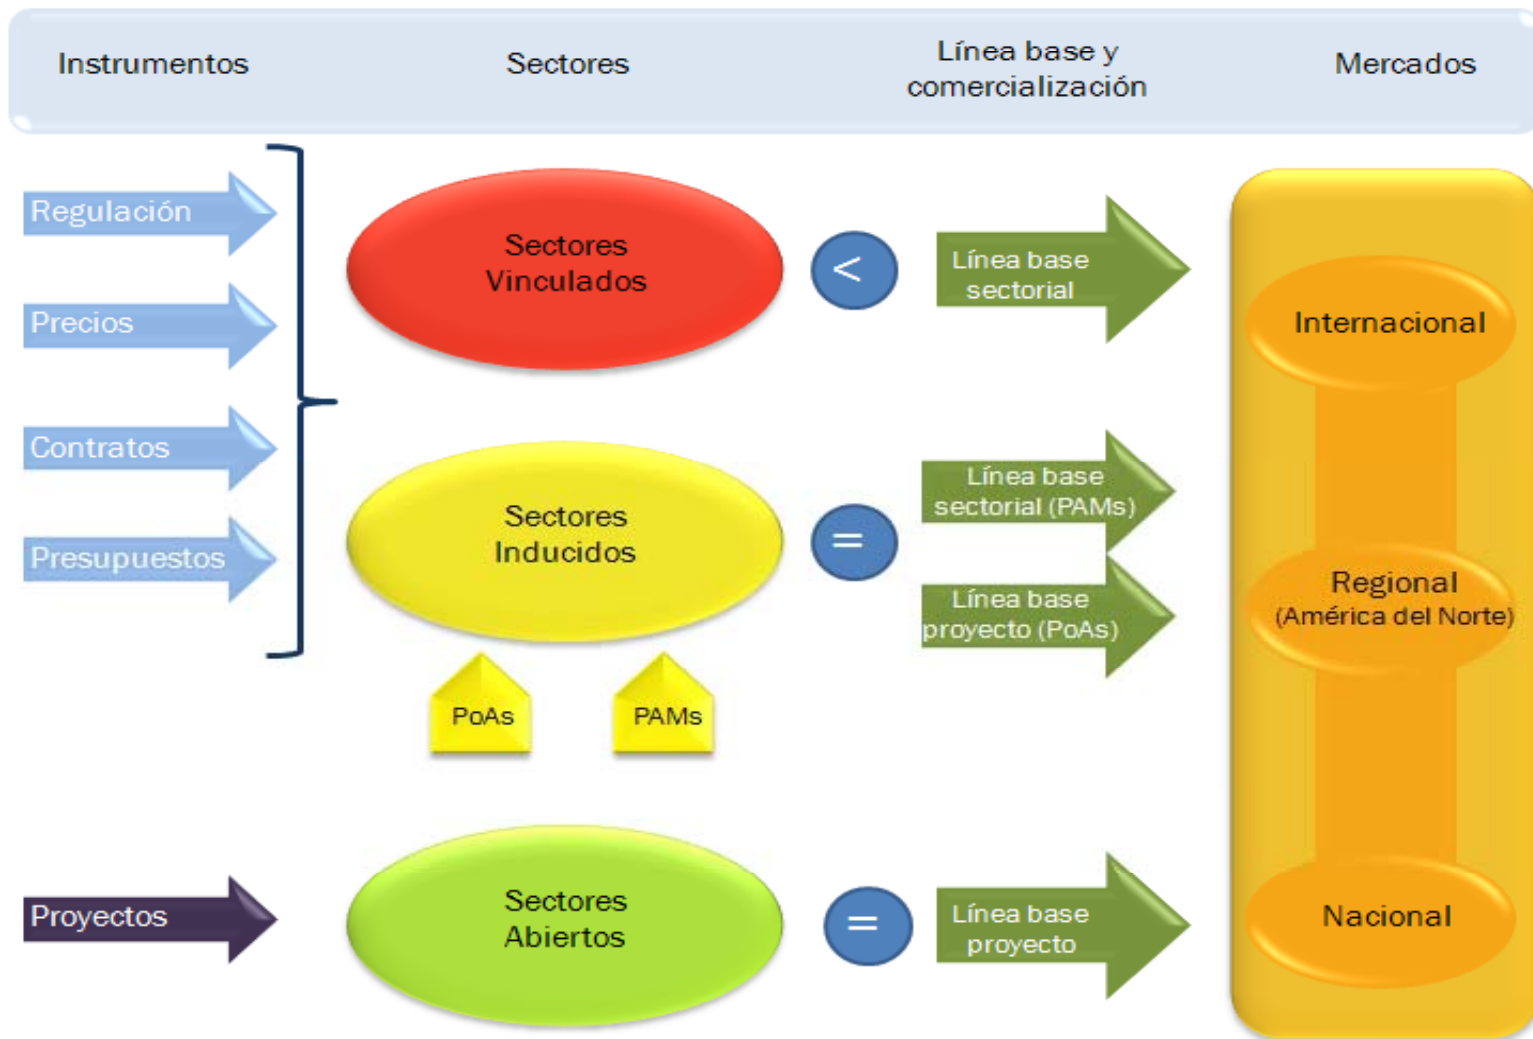 Instrumentos
Sectores
Línea base y
comercialización
Mercados
Regulación
Precios
Contratos
Presupuestos
Proyectos
Sectores
Vinculados
Sectores
Inducidos
PoAs
PAMs
Sectores
Abiertos
<
=
=
Línea base
sectorial
Línea base
sectorial (PAMs)
Línea base
proyecto (PoAs)
Línea base
proyecto
Internacional
Regional
(América del Norte)
Nacional